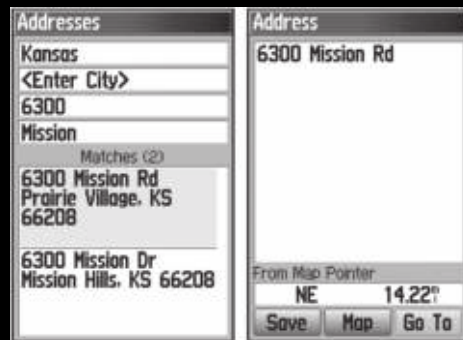 Addresses
Kansas
<Enter City>
6300
Mission
Matches (2)
6300 Mission Rd
Prairie Village, KS
66208
6300 Mission Dr
Mission Hills, KS 66208
Address
6300 Mission Rd
From Map Pointer
NE 14.22
Save Map Go To